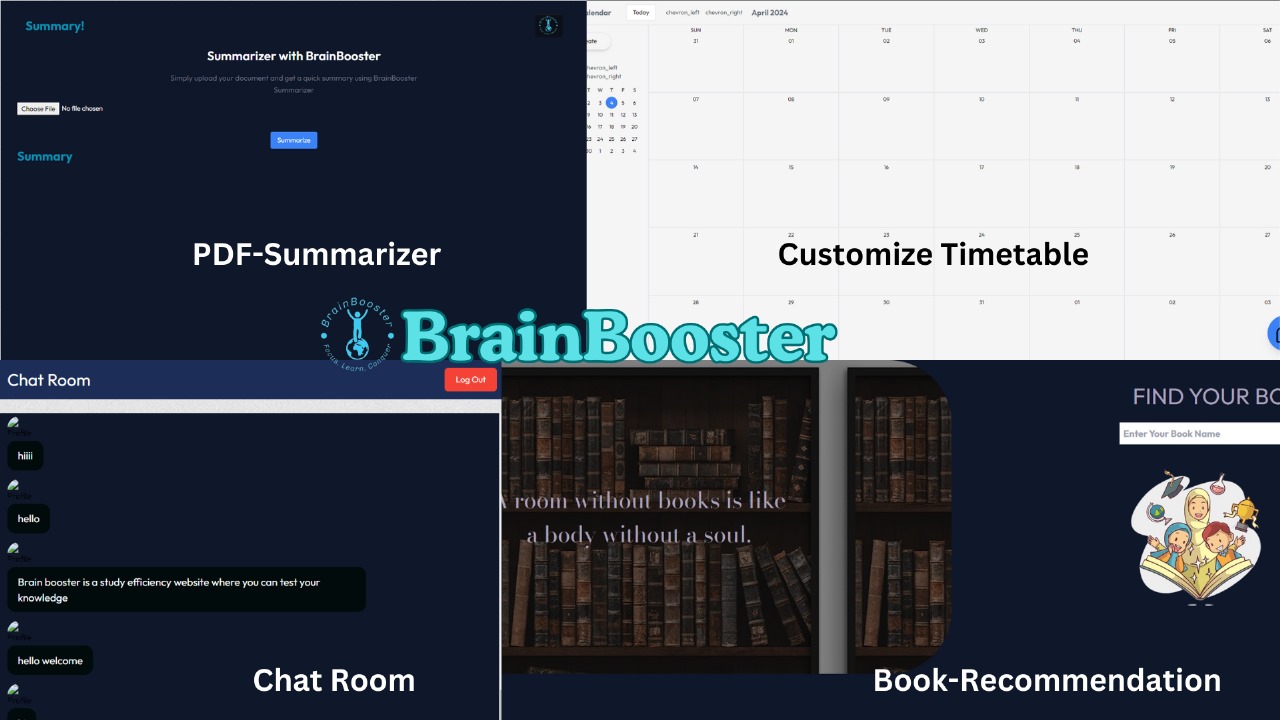 Summary!
Summarizer with BrainBooster
Simply upload your document and get a quick summary using BrainBooster
Summarizer
Choose File No file chosen
Summarize
Summary
PDF-Summarizer
alendar
Today
chevron_left chevron_right April 2024
ate
hevron_left
chevron_right
T W T F S
2 3 4 5 6
9 10 11 12 13
16 17 18 19 20
23 24 25 26 27
30 1 2 3 4
SUN MON TUE WED THU FRI SAT
31 01 02 03 04 05 06
07 08 09 10 11 12 13
14 15 16 17 18 19 20
21 22 23 24 25 26 27
28 29 30 31 01 02 03
Customize Timetable
BrainBooster
Focus, Learn, Conquer
BrainBooster
Chat Room
Log Out
hiiii
hello
Brain booster is a study efficiency website where you can test your
knowledge
hello welcome
Chat Room
room without books is like
a body without a soul.
FIND YOUR BO
Enter Your Book Name
Book-Recommendation